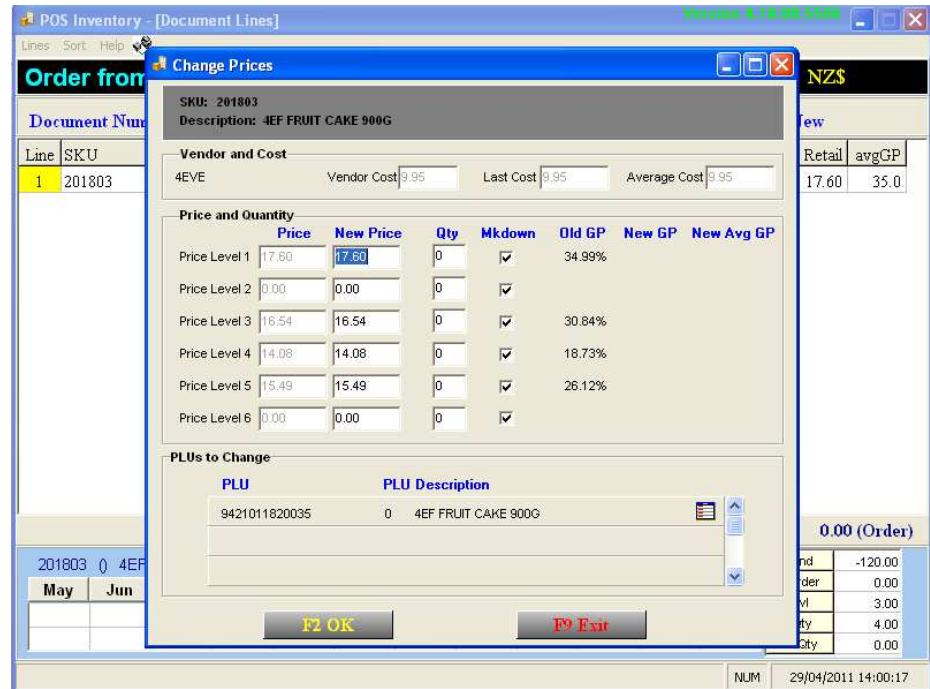 POS Inventory - [Document Lines]
Version 4.18.00
Lines Sort Help
Order from
NZ$
Change Prices
SKU: 201803
Description: 4EF FRUIT CAKE 900G
Document Num
New
Line SKU Retail avgGP
1 201803 17.60 35.0
Vendor and Cost
4EVE Vendor Cost 9.95 Last Cost 9.95 Average Cost 9.95
Price and Quantity
Price New Price Qty Mkdown Old GP New GP New Avg GP
Price Level 1 17.60 17.60 0 34.99%
Price Level 2 0.00 0.00 0
Price Level 3 16.54 16.54 0 30.84%
Price Level 4 14.08 14.08 0 18.73%
Price Level 5 15.49 15.49 0 26.12%
Price Level 6 0.00 0.00 0
PLUs to Change
PLU PLU Description
9421011820035 0 4EF FRUIT CAKE 900G
0.00 (Order)
201803 () 4EF
May Jun
nd -120.00
rder 0.00
vl 3.00
ty 4.00
Qty 0.00
F2 OK F9 Exit
NUM 29/04/2011 14:00:17